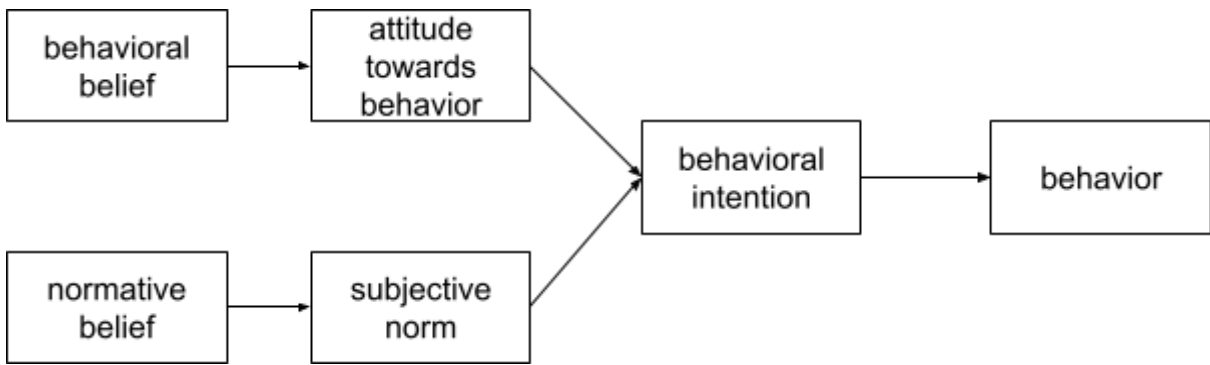 behavioral
belief
attitude
towards
behavior
behavioral
intention
behavior
normative
belief
subjective
norm